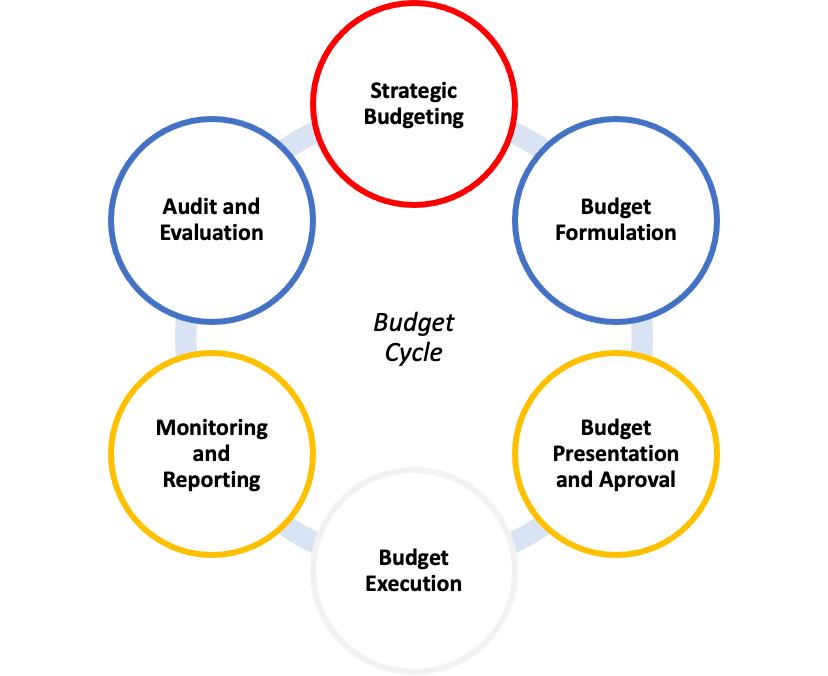 Strategic
Budgeting
Budget
Formulation
Budget
Presentation
and Aproval
Budget
Execution
Monitoring
and
Reporting
Audit and
Evaluation
Budget
Cycle